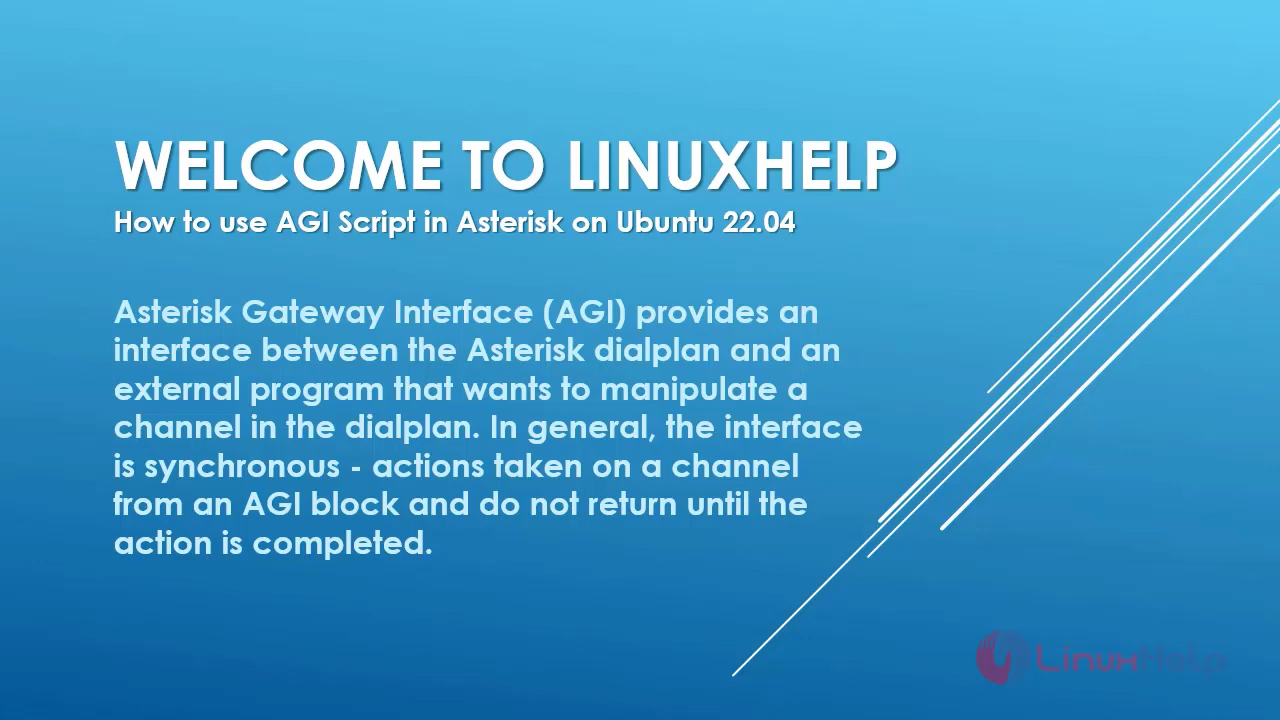 WELCOME TO LINUXHELP
How to use AGI Script in Asterisk on Ubuntu 22.04
Asterisk Gateway Interface (AGI) provides an
interface between the Asterisk dialplan and an
external program that wants to manipulate a
channel in the dialplan. In general, the interface
is synchronous - actions taken on a channel
from an AGI block and do not return until the
action is completed.
LinuxHelp